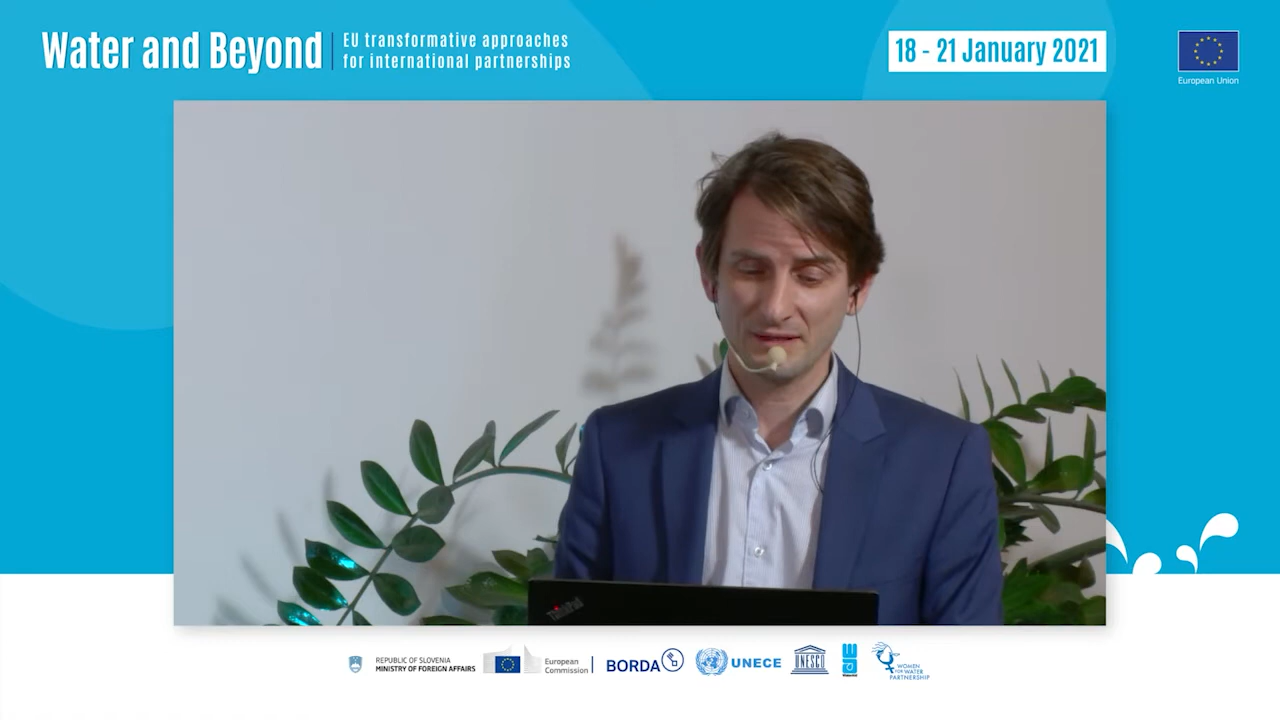 Water and Beyond
EU transformative approaches
for international partnerships
18 - 21 January 2021
European Union
ThinkPad
REPUBLIC OF SLOVENIA
MINISTRY OF FOREIGN AFFAIRS
European
Commission
BORDA
UNECE
UNESCO
WOMEN
FOR WATER
PARTNERSHIP